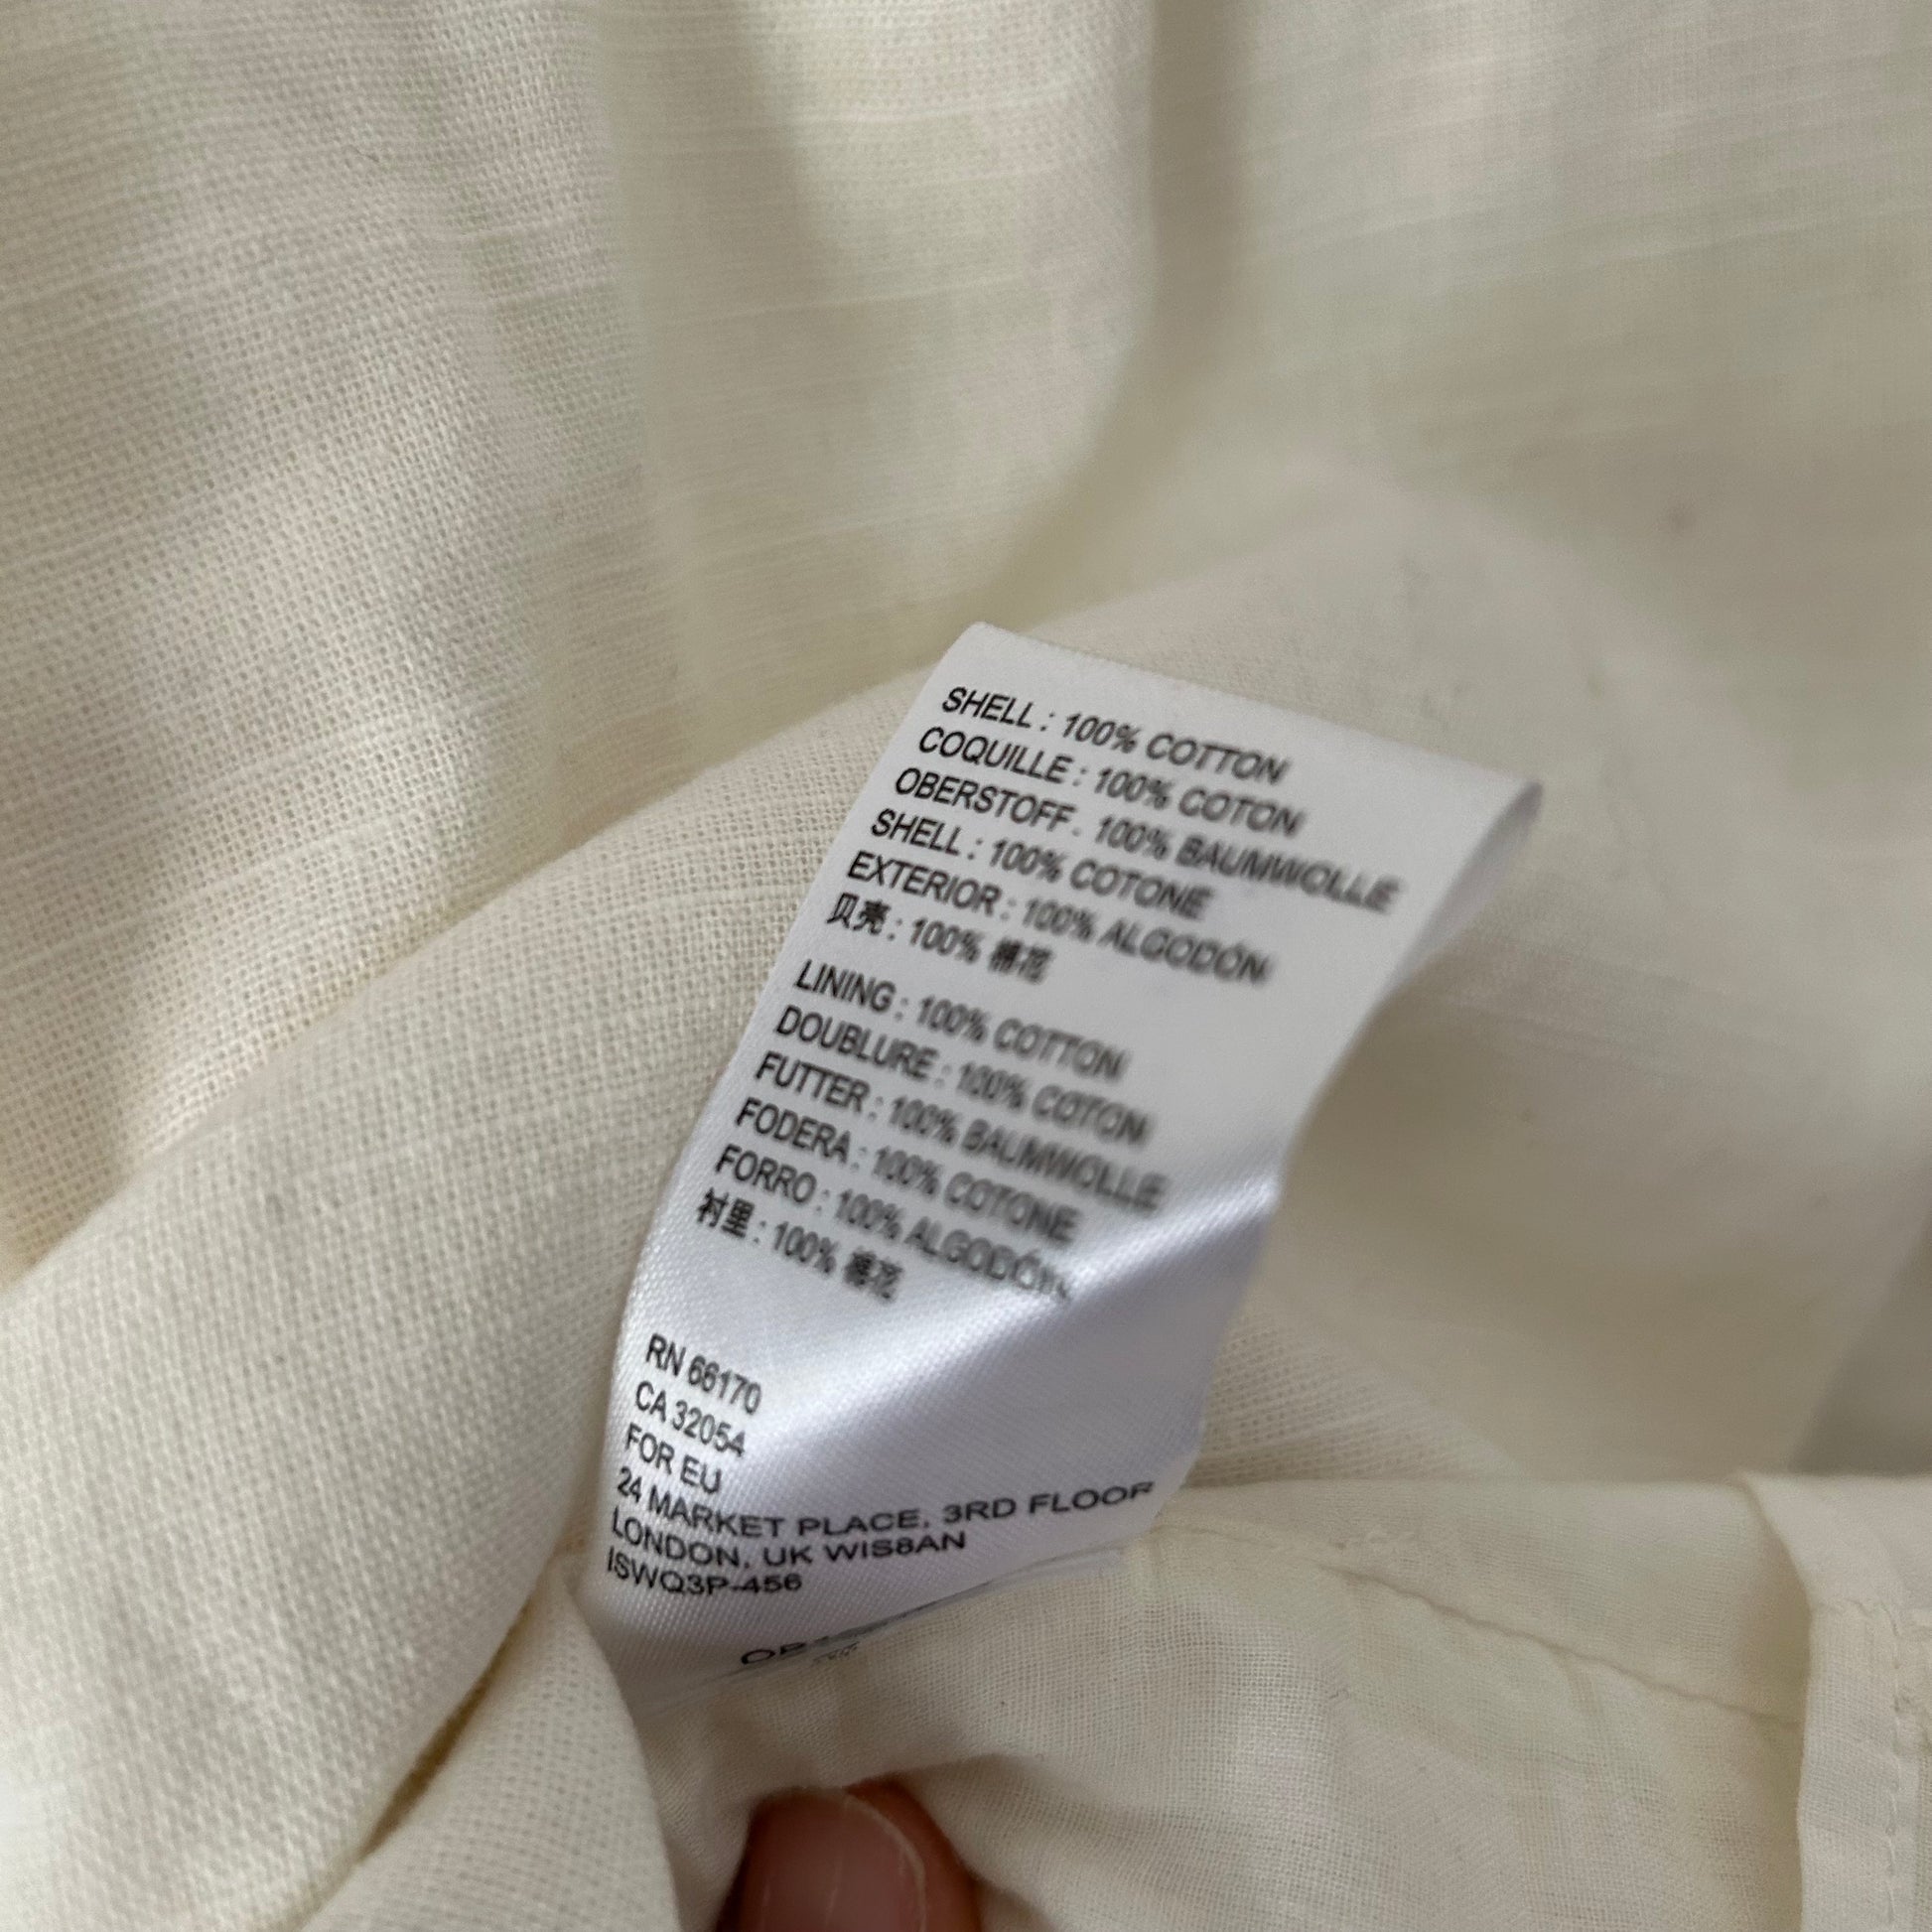 SHELL : 100% COTTON
COQUILLE : 100% COTON
OBERSTOFF. 100% BAUMWOLLE
SHELL : 100% COTONE
EXTERIOR : 100% ALGODÓN
贝壳 : 100% 棉花
LINING : 100% COTTON
DOUBLURE : 100% COTON
FUTTER : 100% BAUMWOLLE
FODERA : 100% COTONE
FORRO : 100% ALGODÓN
衬里 : 100% 棉花
RN 66170
CA 32054
FOR EU
24 MARKET PLACE, 3RD FLOOR
LONDON, UK WIS8AN
ISWQ3P-456